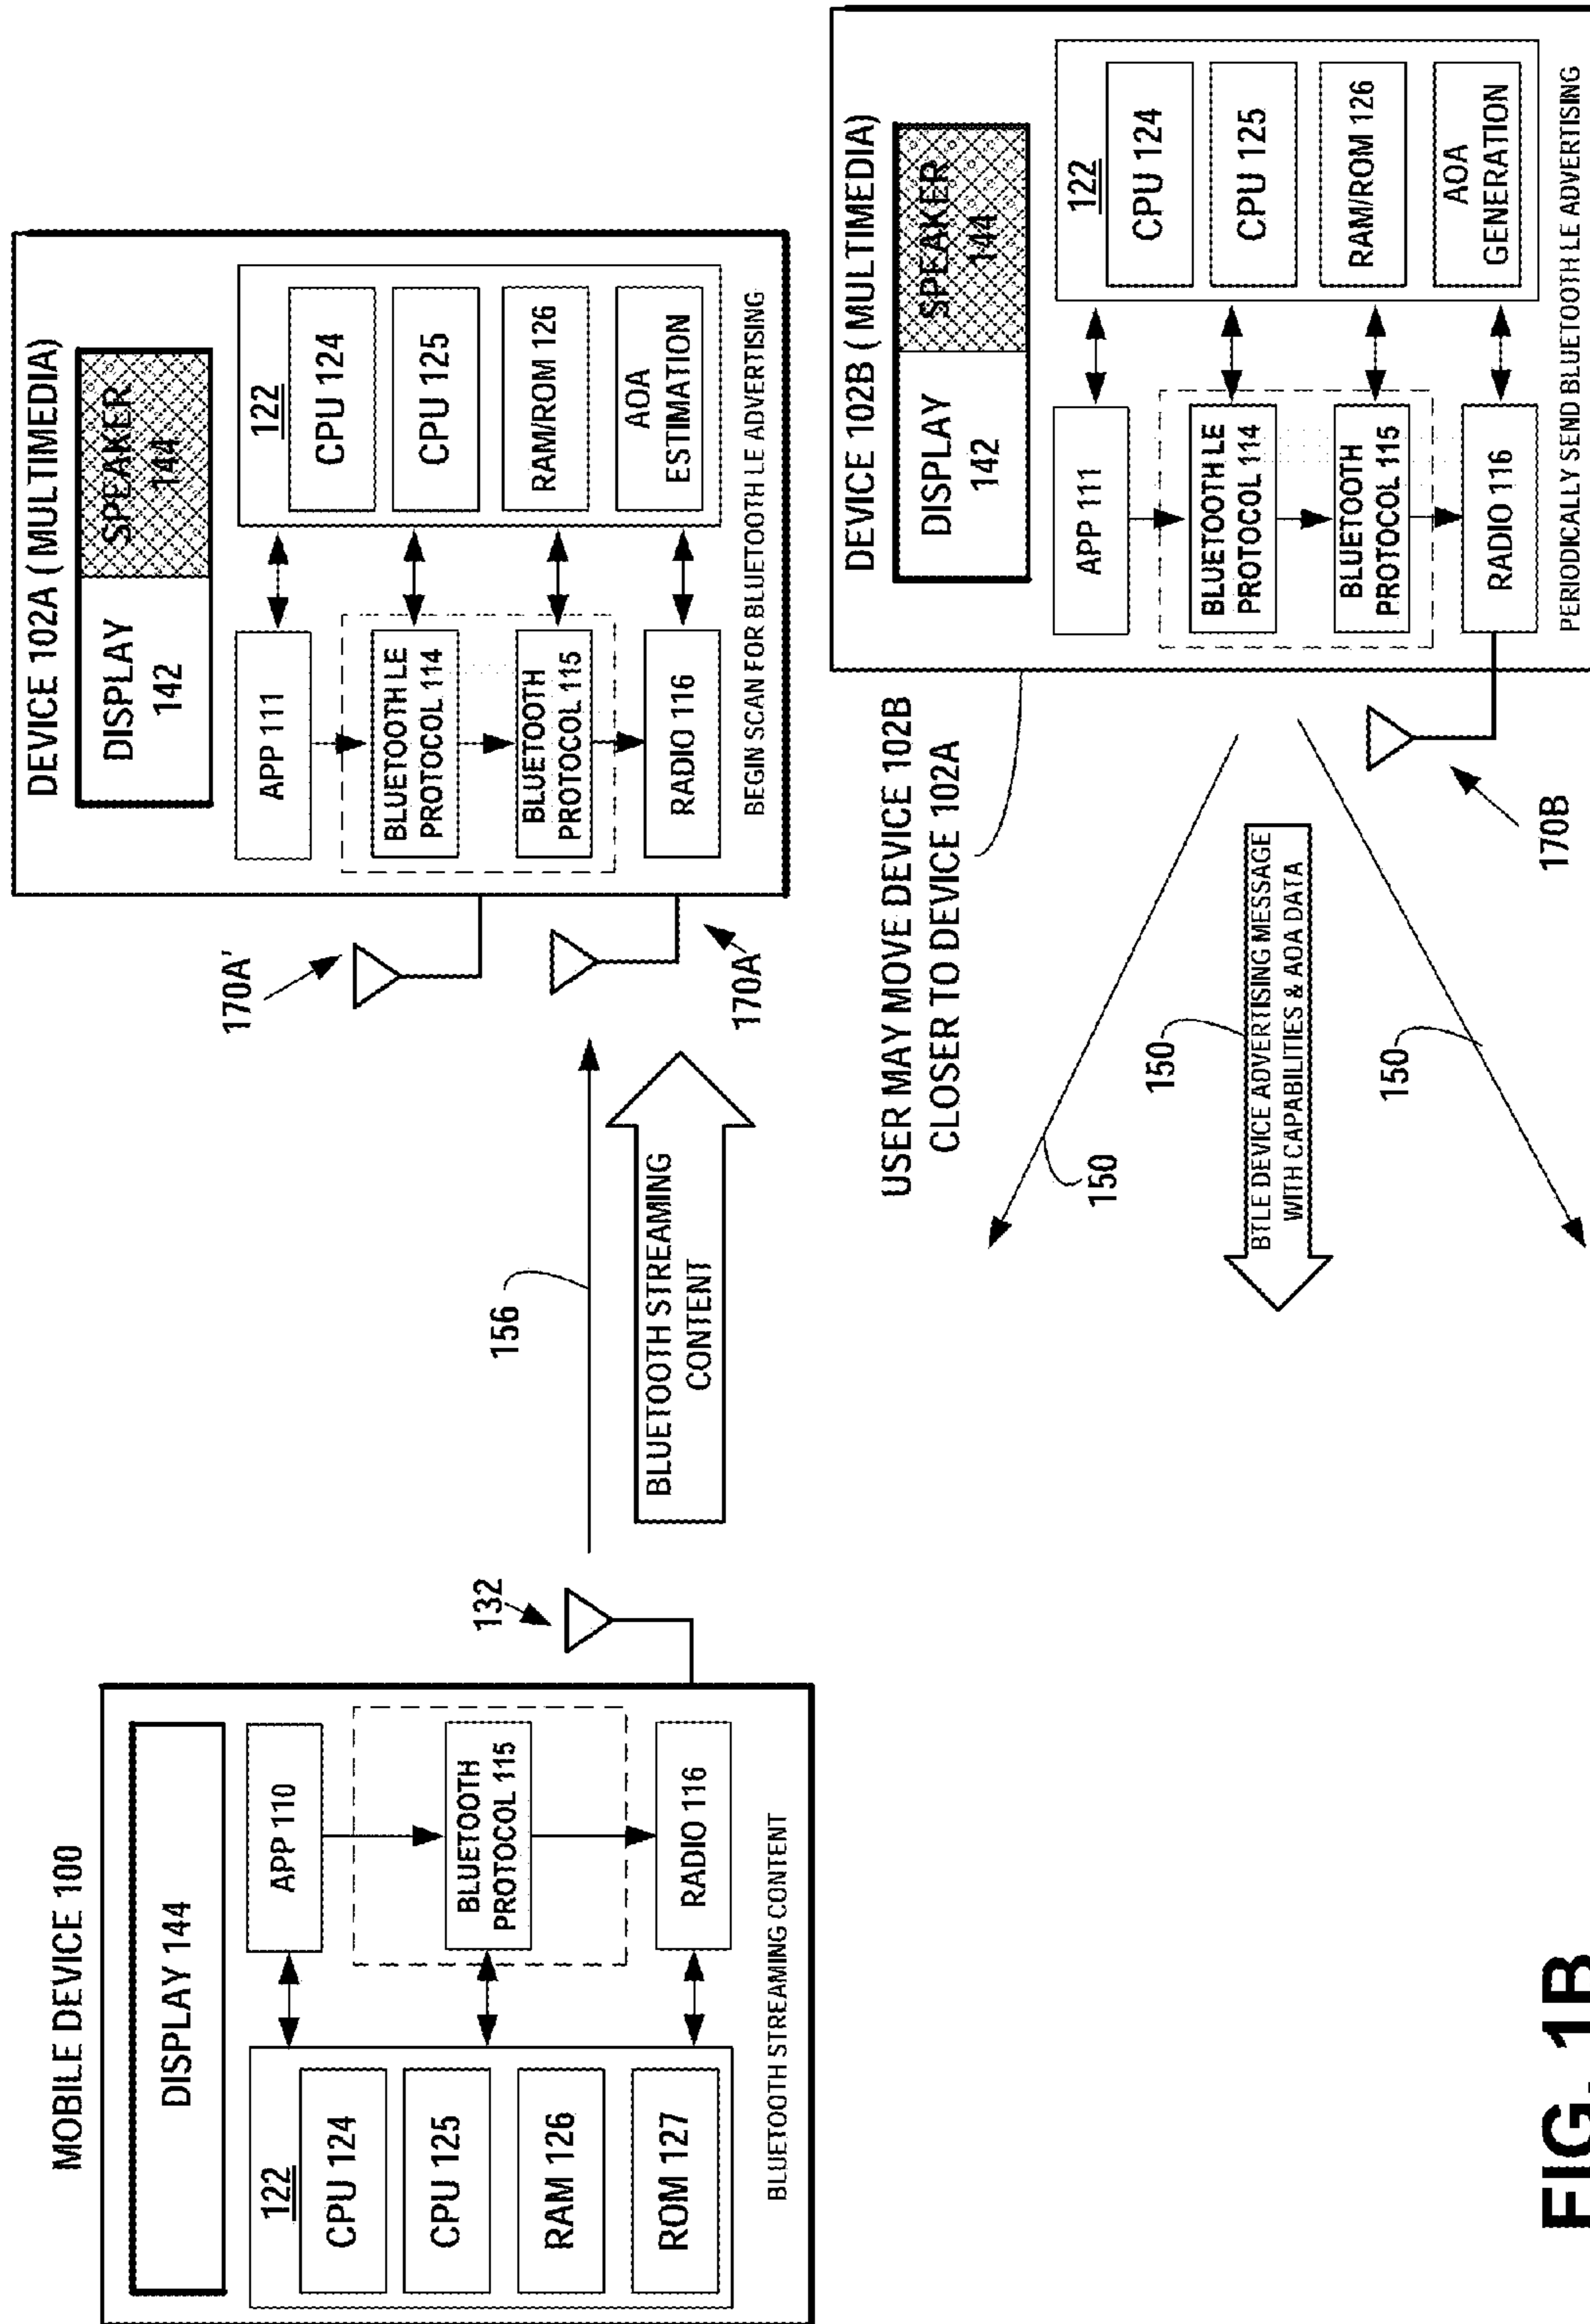 MOBILE DEVICE 100
DISPLAY 144
122
CPU 124
CPU 125
RAM 126
ROM 127
APP 110
BLUETOOTH
PROTOCOL 115
RADIO 116
BLUETOOTH STREAMING CONTENT
132
156
BLUETOOTH STREAMING
CONTENT
170A'
170A
DEVICE 102A ( MULTIMEDIA)
DISPLAY
142
SPEAKER
144
APP 111
BLUETOOTH LE
PROTOCOL 114
BLUETOOTH
PROTOCOL 115
RADIO 116
122
CPU 124
CPU 125
RAM/ROM 126
AOA
ESTIMATION
BEGIN SCAN FOR BLUETOOTH LE ADVERTISING
USER MAY MOVE DEVICE 102B
CLOSER TO DEVICE 102A
150
150
BTLE DEVICE ADVERTISING MESSAGE
WITH CAPABILITIES & AOA DATA
150
170B
DEVICE 102B ( MULTIMEDIA)
DISPLAY
142
SPEAKER
144
APP 111
BLUETOOTH LE
PROTOCOL 114
BLUETOOTH
PROTOCOL 115
RADIO 116
122
CPU 124
CPU 125
RAM/ROM 126
AOA
GENERATION
PERIODICALLY SEND BLUETOOTH LE ADVERTISING
FIG. 1B